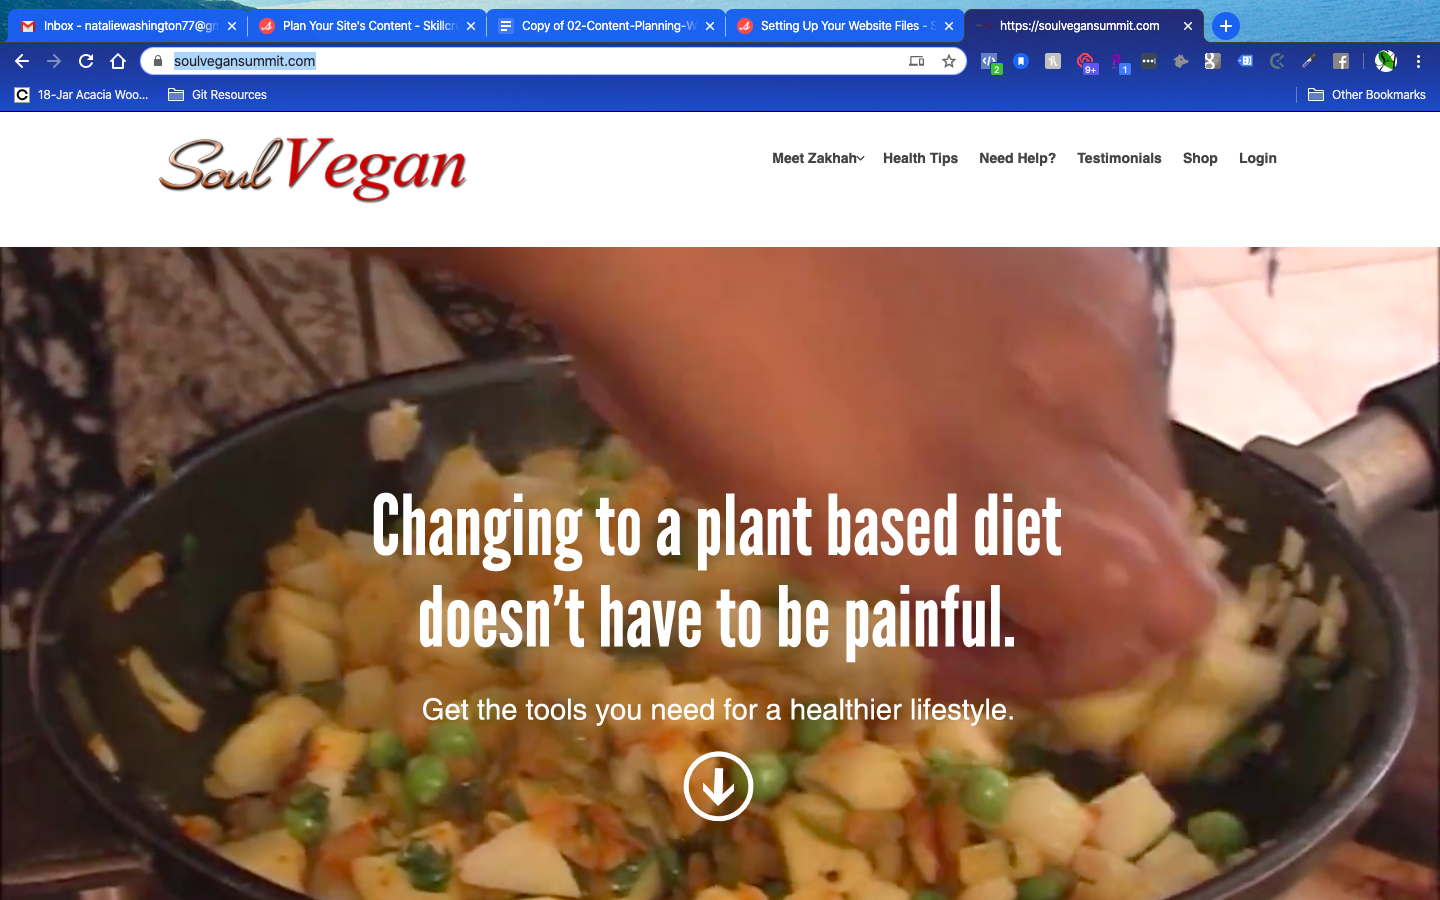 Inbox - nataliewashington77@gm
Plan Your Site's Content - Skillcr
Copy of 02-Content-Planning-W
Setting Up Your Website Files - S
https://soulvegansummit.com
soulvegansummit.com
2
9+
1
18-Jar Acacia Woo...
Git Resources
Other Bookmarks
Soul Vegan
Meet Zakhah
Health Tips
Need Help?
Testimonials
Shop
Login
Changing to a plant based diet
doesn't have to be painful.
Get the tools you need for a healthier lifestyle.